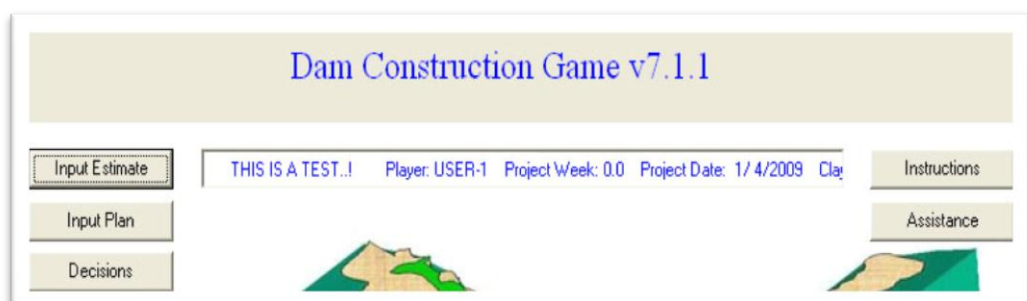 Dam Construction Game v7.1.1
Input Estimate
THIS IS A TEST..! Player: USER-1 Project Week: 0.0 Project Date: 1/ 4/2009
Instructions
Input Plan
Assistance
Decisions